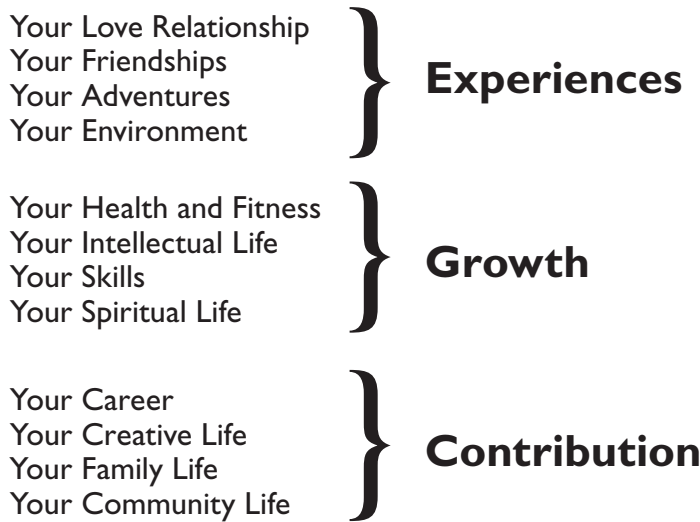 Your Love Relationship
Your Friendships
Your Adventures
Your Environment
Experiences
Your Health and Fitness
Your Intellectual Life
Your Skills
Your Spiritual Life
Growth
Your Career
Your Creative Life
Your Family Life
Your Community Life
Contribution